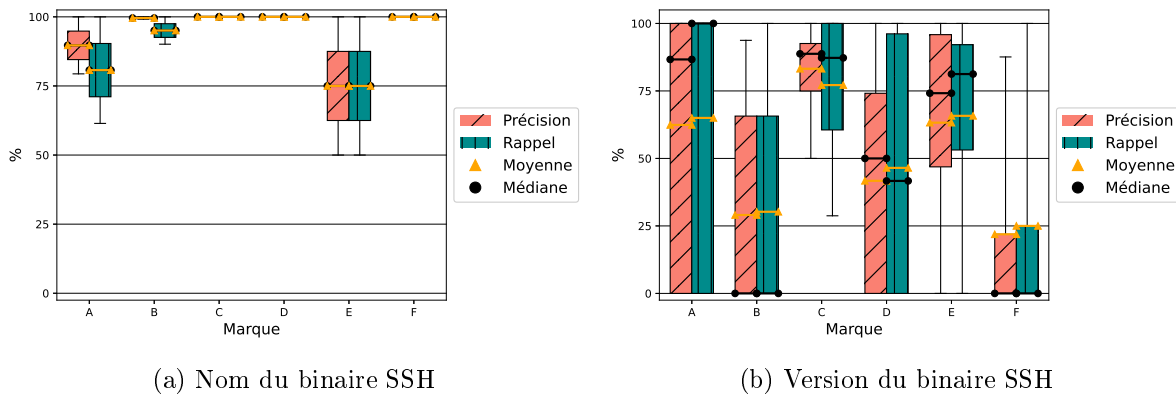 100
75
50
25
0
%
A B C D E F
Marque
Précision
Rappel
Moyenne
Médiane
(a) Nom du binaire SSH
100
75
50
25
0
%
A B C D E F
Marque
Précision
Rappel
Moyenne
Médiane
(b) Version du binaire SSH